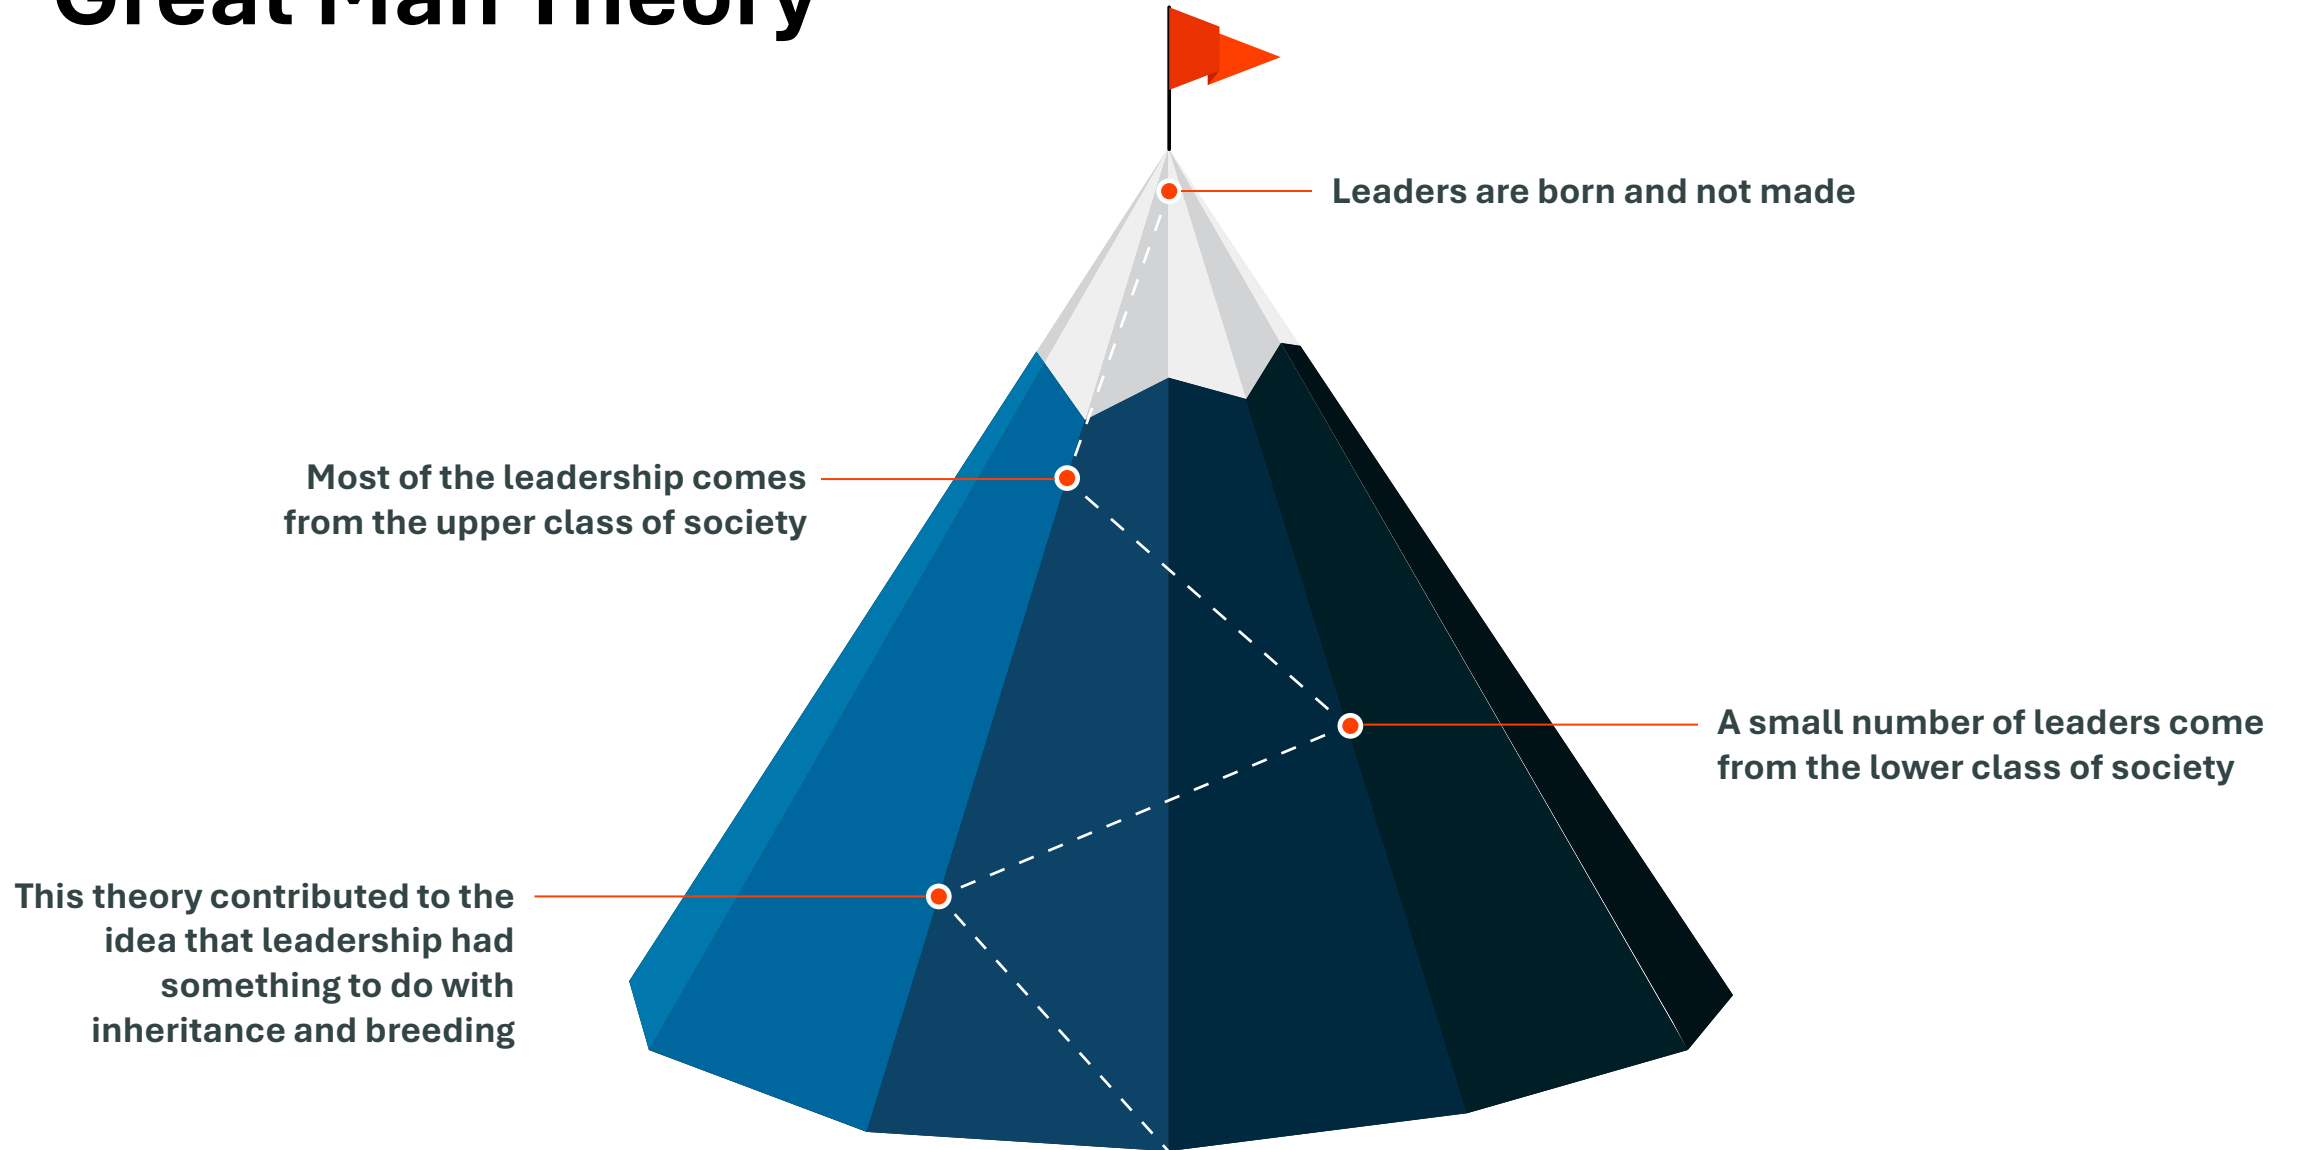 Great Man Theory
Leaders are born and not made
Most of the leadership comes
from the upper class of society
A small number of leaders come
from the lower class of society
This theory contributed to the
idea that leadership had
something to do with
inheritance and breeding